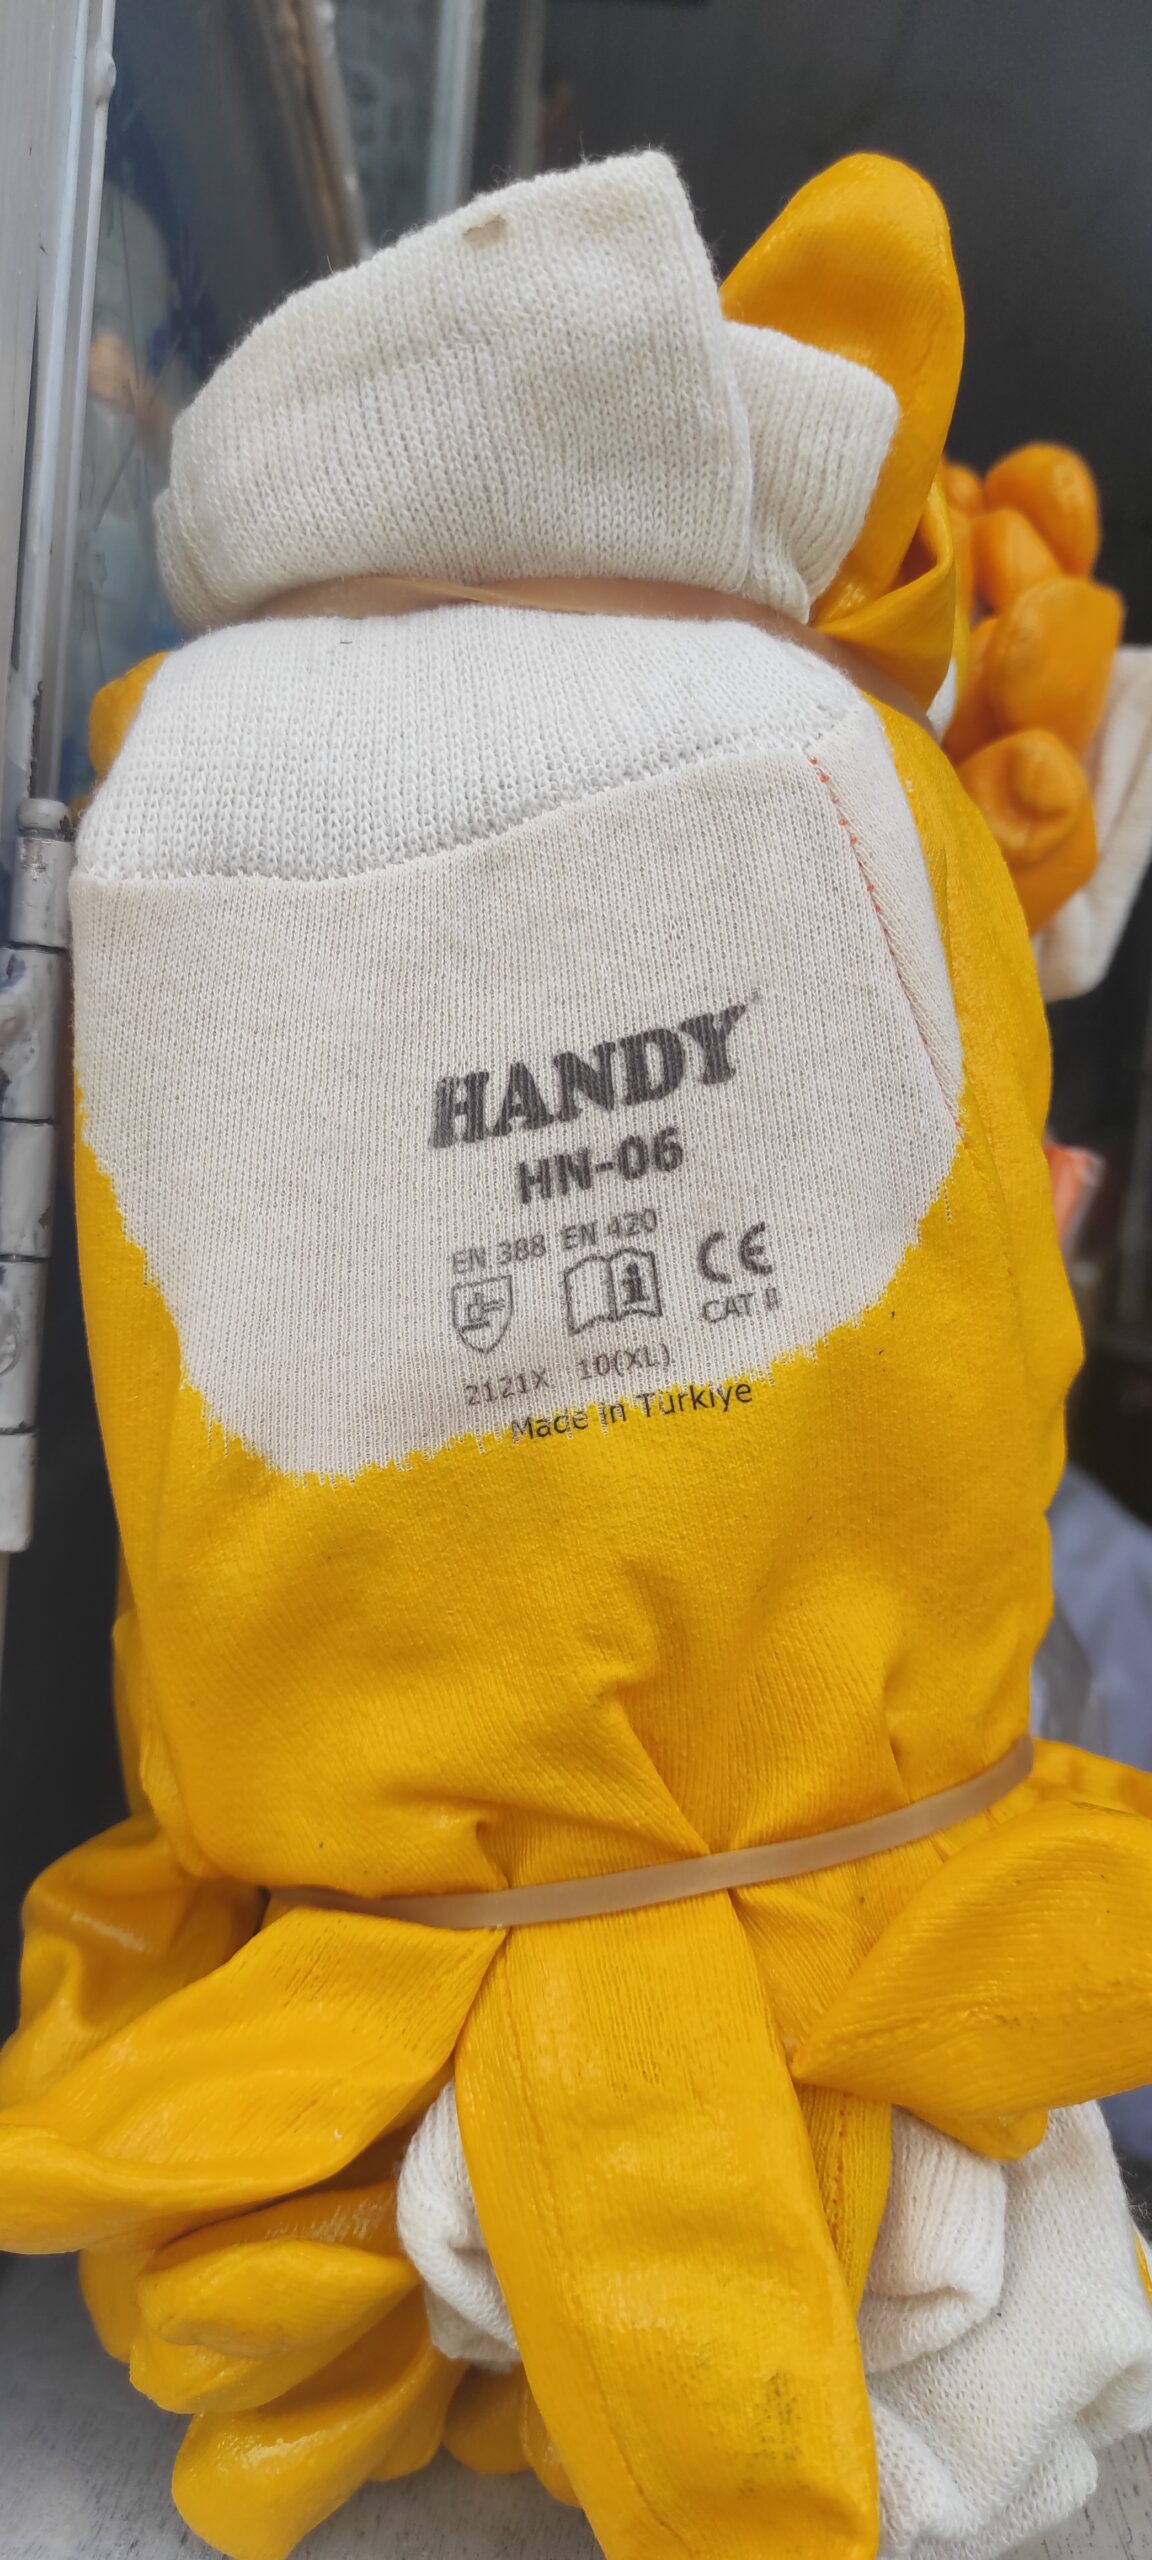 HANDY
HN-06
EN 388 EN 420
CE
CAT II
2121X 10(XL)
Made in Türkiye